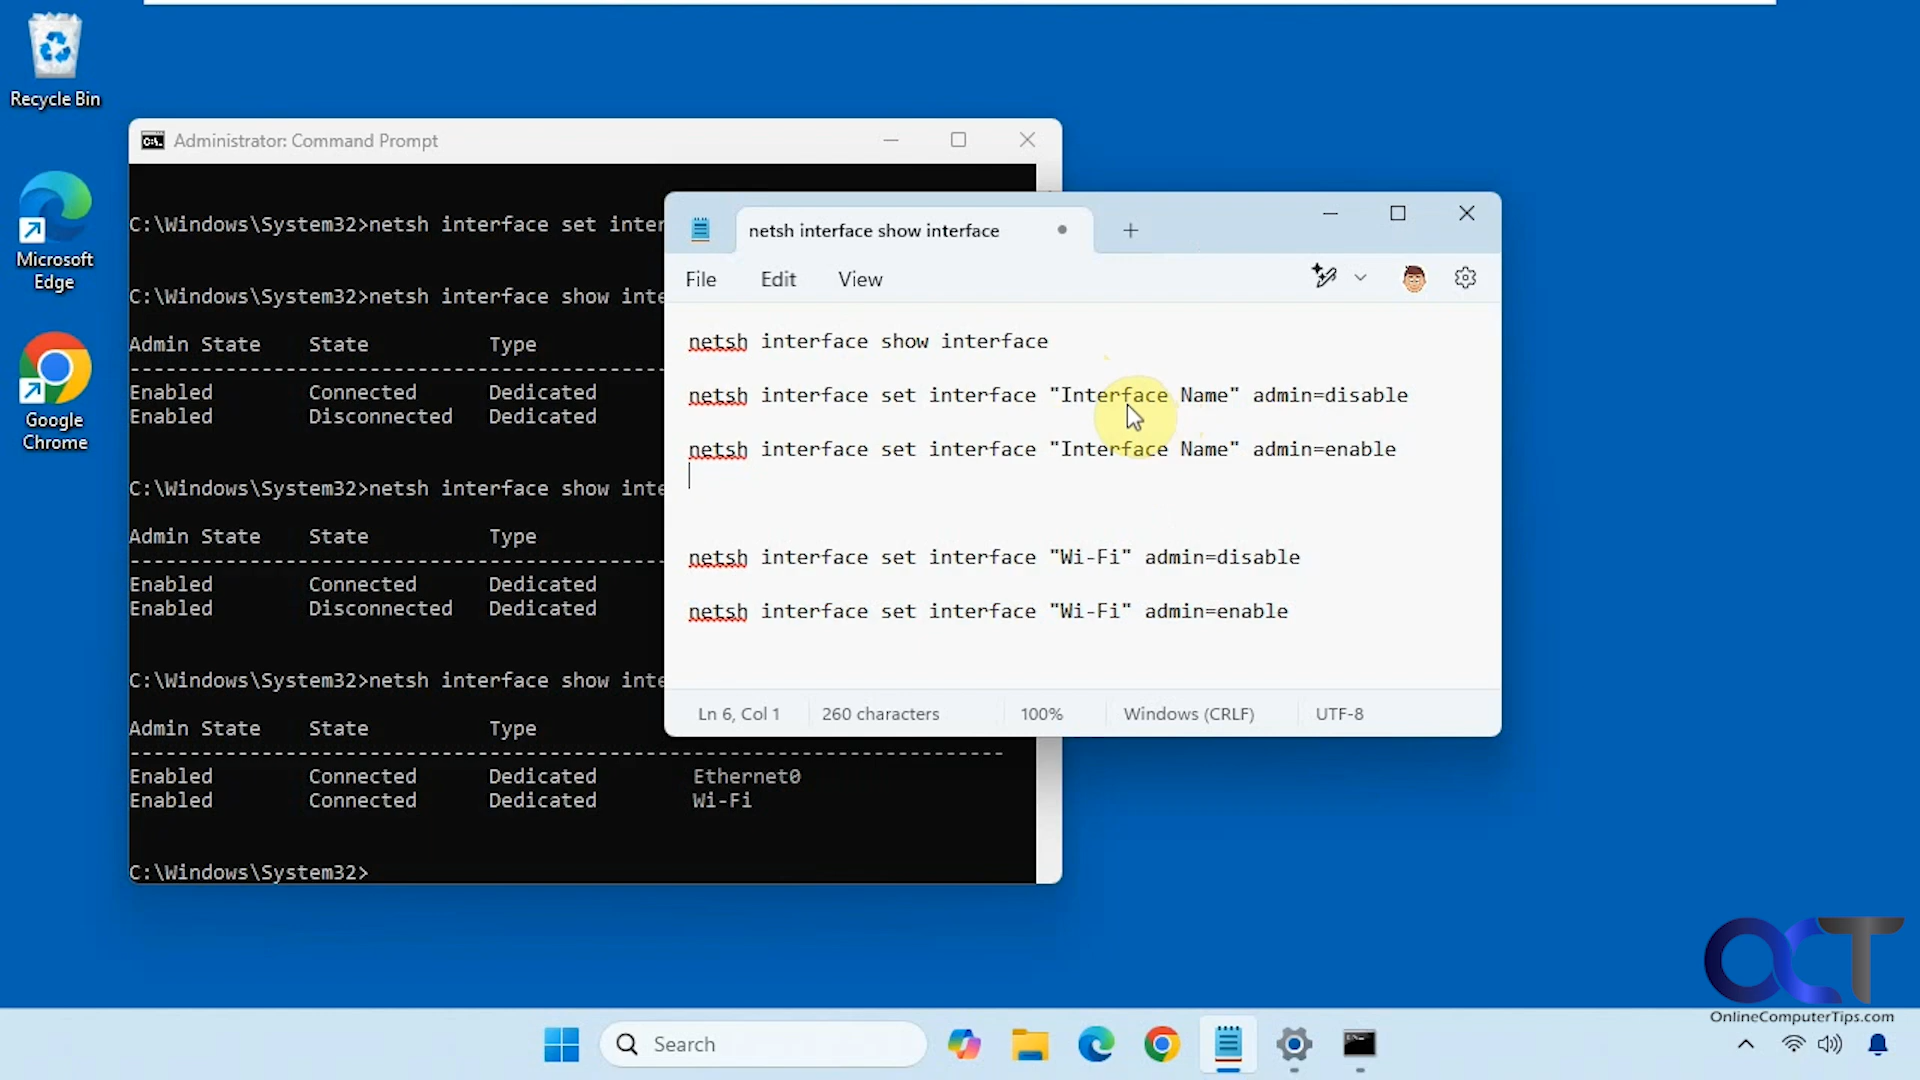 Recycle Bin
Microsoft
Edge
Google
Chrome
Administrator: Command Prompt
C:\Windows\System32>netsh interface set inter
C:\Windows\System32>netsh interface show inte
Admin State    State          Type
---------------------------------------------
Enabled        Connected      Dedicated
Enabled        Disconnected   Dedicated
C:\Windows\System32>netsh interface show inte
Admin State    State          Type
---------------------------------------------
Enabled        Connected      Dedicated
Enabled        Disconnected   Dedicated
C:\Windows\System32>netsh interface show inte
Admin State    State          Type
-------------------------------------------------------------------------
Enabled        Connected      Dedicated        Ethernet0
Enabled        Connected      Dedicated        Wi-Fi
C:\Windows\System32>
netsh interface show interface
File Edit View
netsh interface show interface
netsh interface set interface "Interface Name" admin=disable
netsh interface set interface "Interface Name" admin=enable
netsh interface set interface "Wi-Fi" admin=disable
netsh interface set interface "Wi-Fi" admin=enable
Ln 6, Col 1 260 characters 100% Windows (CRLF) UTF-8
OCT
OnlineComputerTips.com
Search